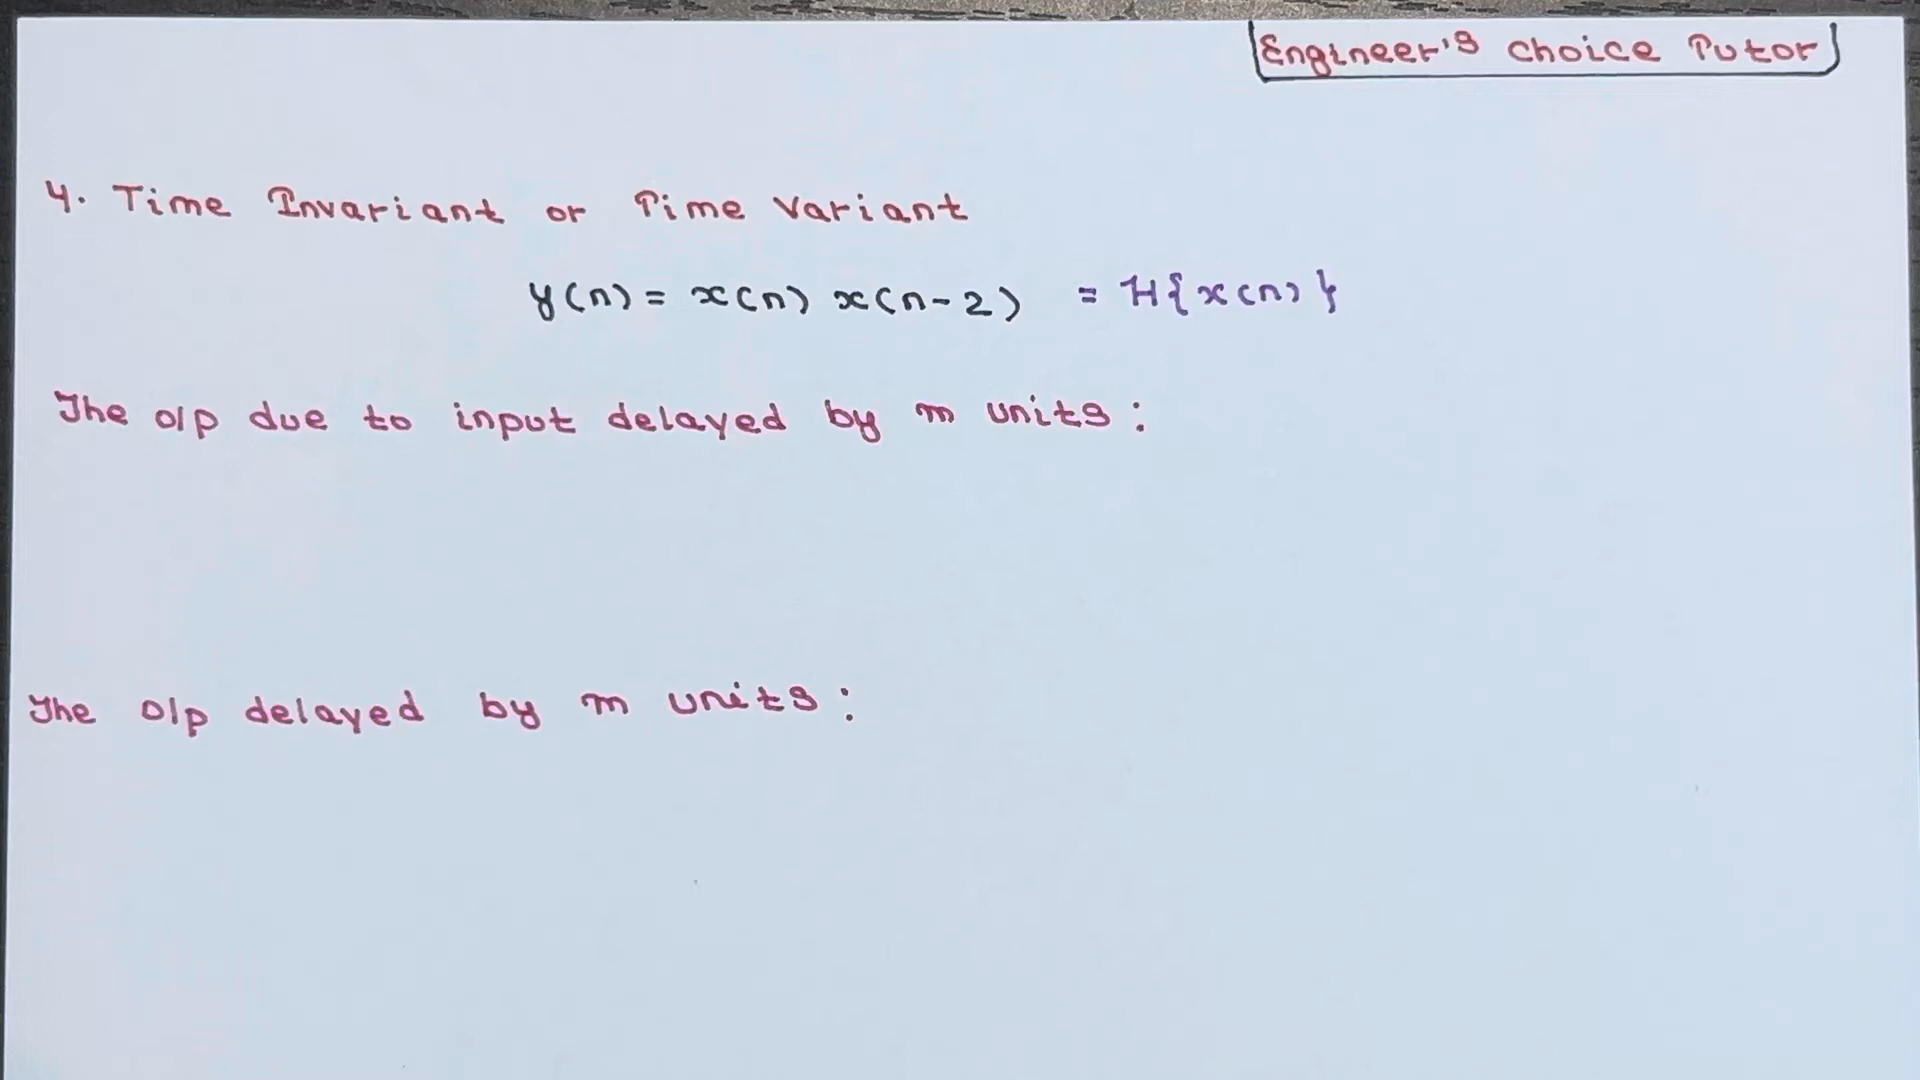 Engineer's Choice Tutor
4. Time Invariant or Time Variant
y(n) = x(n) x(n-2) = H{x(n)}
The o/p due to input delayed by m units:
The o/p delayed by m units: